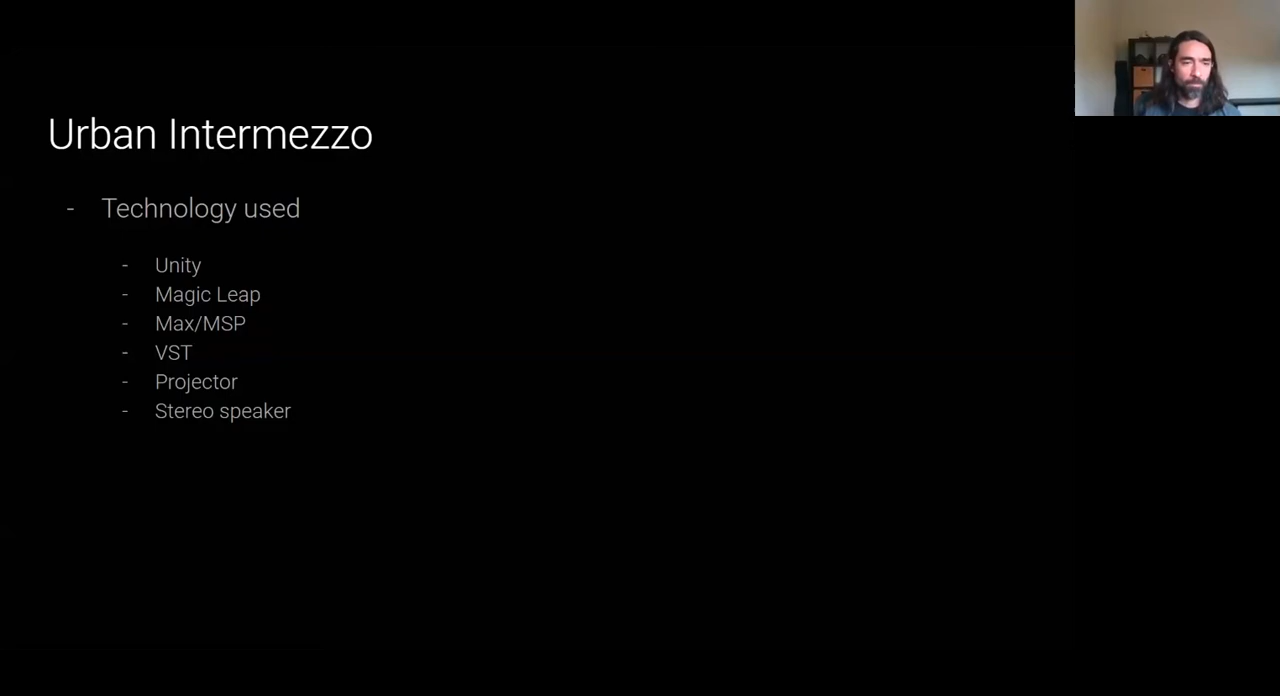 Urban Intermezzo
- Technology used
- Unity
- Magic Leap
- Max/MSP
- VST
- Projector
- Stereo speaker